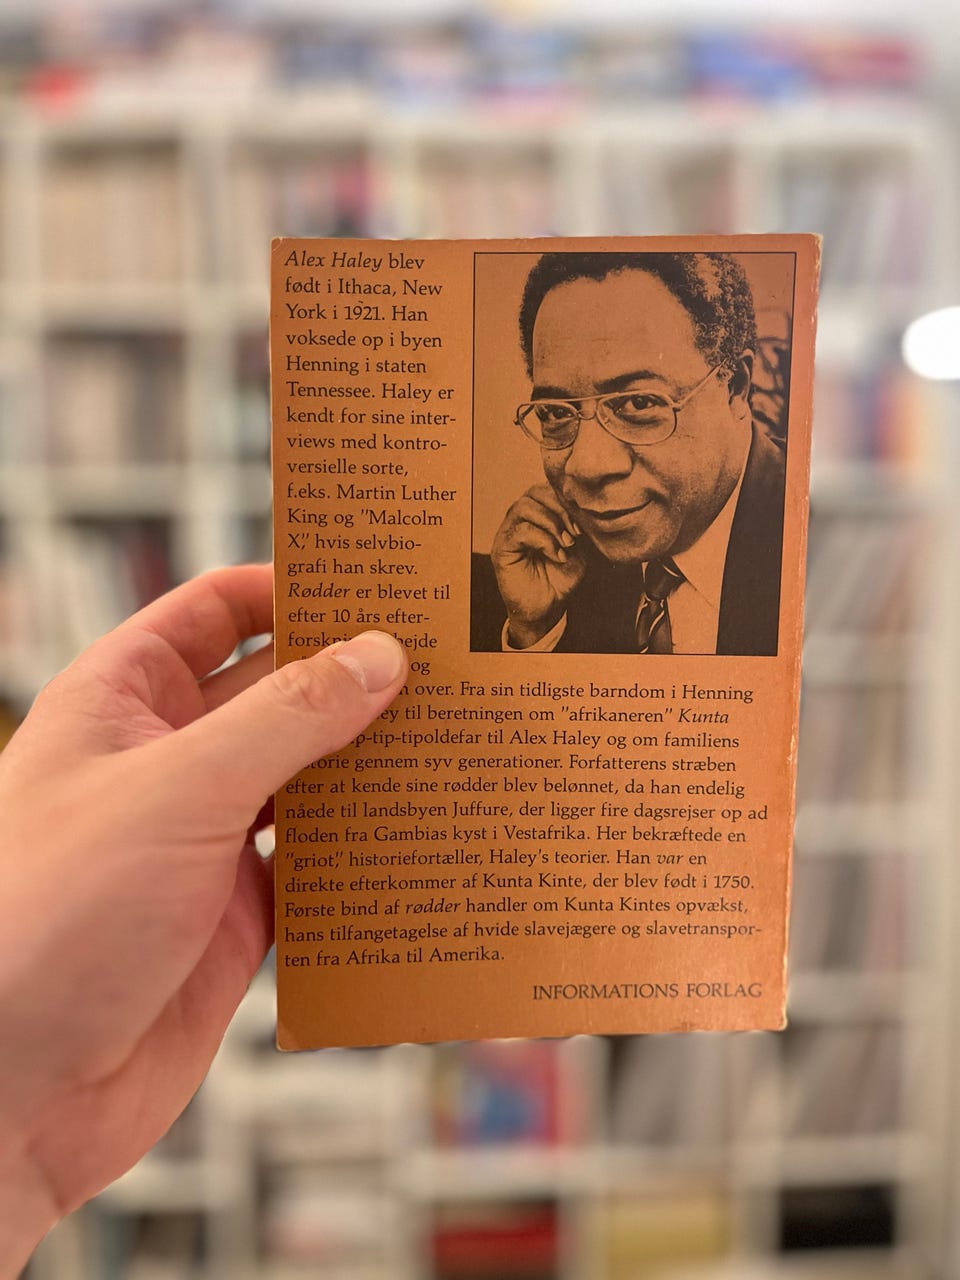 Alex Haley blev
født i Ithaca, New
York i 1921. Han
voksede op i byen
Henning i staten
Tennessee. Haley er
kendt for sine inter-
views med kontro-
versielle sorte,
f.eks. Martin Luther
King og ”Malcolm
X”, hvis selvbio-
grafi han skrev.
Rødder er blevet til
efter 10 års efter-
og
over. Fra sin tidligste barndom i Henning
til beretningen om ”afrikaneren” Kunta
til Alex Haley og om familiens
gennem syv generationer. Forfatterens stræben
efter at kende sine rødder blev belønnet, da han endelig
nåede til landsbyen Juffure, der ligger fire dagsrejser op ad
floden fra Gambias kyst i Vestafrika. Her bekræftede en
”griot”, historiefortæller, Haley's teorier. Han var en
direkte efterkommer af Kunta Kinte, der blev født i 1750.
Første bind af rødder handler om Kunta Kintes opvækst,
hans tilfangetagelse af hvide slavejægere og slavetranspor-
ten fra Afrika til Amerika.
INFORMATIONS FORLAG